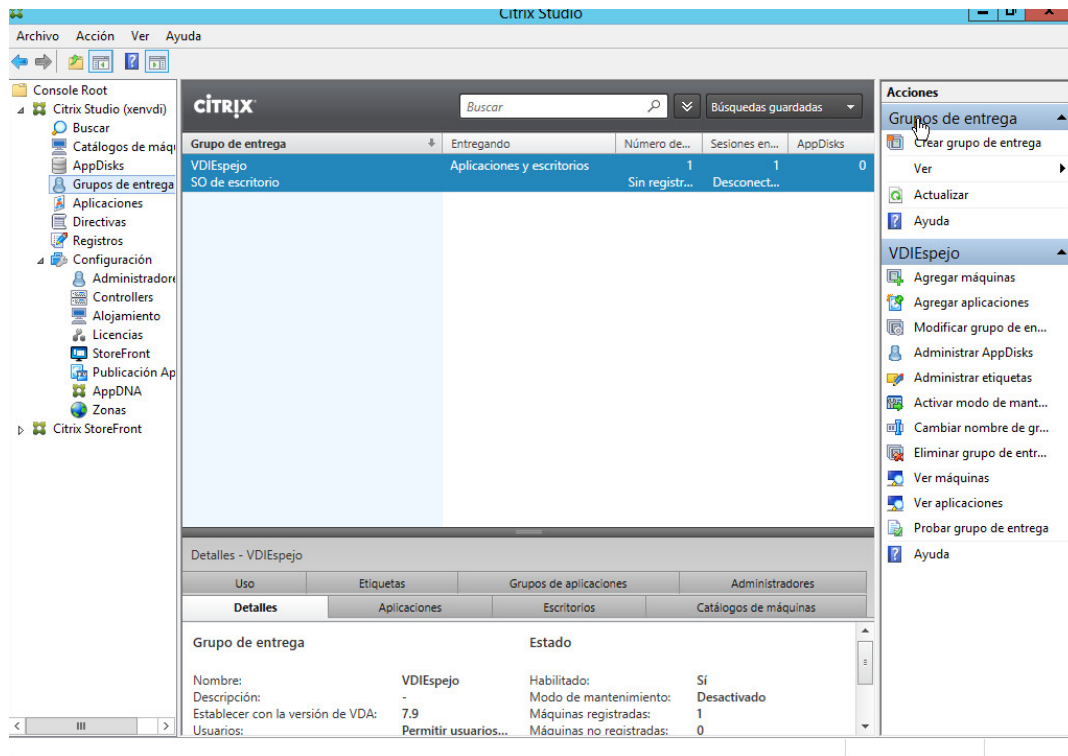 Citrix Studio
Archivo Acción Ver Ayuda
Console Root
Citrix Studio (xenvdi)
Buscar
Catálogos de máqu
AppDisks
Grupos de entrega
Aplicaciones
Directivas
Registros
Configuración
Administradore
Controllers
Alojamiento
Licencias
StoreFront
Publicación Ap
AppDNA
Zonas
Citrix StoreFront
CİTRIX
Buscar
Búsquedas guardadas
Grupo de entrega Entregando Número de... Sesiones en... AppDisks
VDIEspejo Aplicaciones y escritorios 1 1 0
SO de escritorio Sin registr... Desconect...
Detalles - VDIEspejo
Uso Etiquetas Grupos de aplicaciones Administradores
Detalles Aplicaciones Escritorios Catálogos de máquinas
Grupo de entrega Estado
Nombre: VDIEspejo Habilitado: Sí
Descripción: - Modo de mantenimiento: Desactivado
Establecer con la versión de VDA: 7.9 Máquinas registradas: 1
Usuarios: Permitir usuarios... Máquinas no registradas: 0
Acciones
Grupos de entrega
Crear grupo de entrega
Ver
Actualizar
Ayuda
VDIEspejo
Agregar máquinas
Agregar aplicaciones
Modificar grupo de en...
Administrar AppDisks
Administrar etiquetas
Activar modo de mant...
Cambiar nombre de gr...
Eliminar grupo de entr...
Ver máquinas
Ver aplicaciones
Probar grupo de entrega
Ayuda